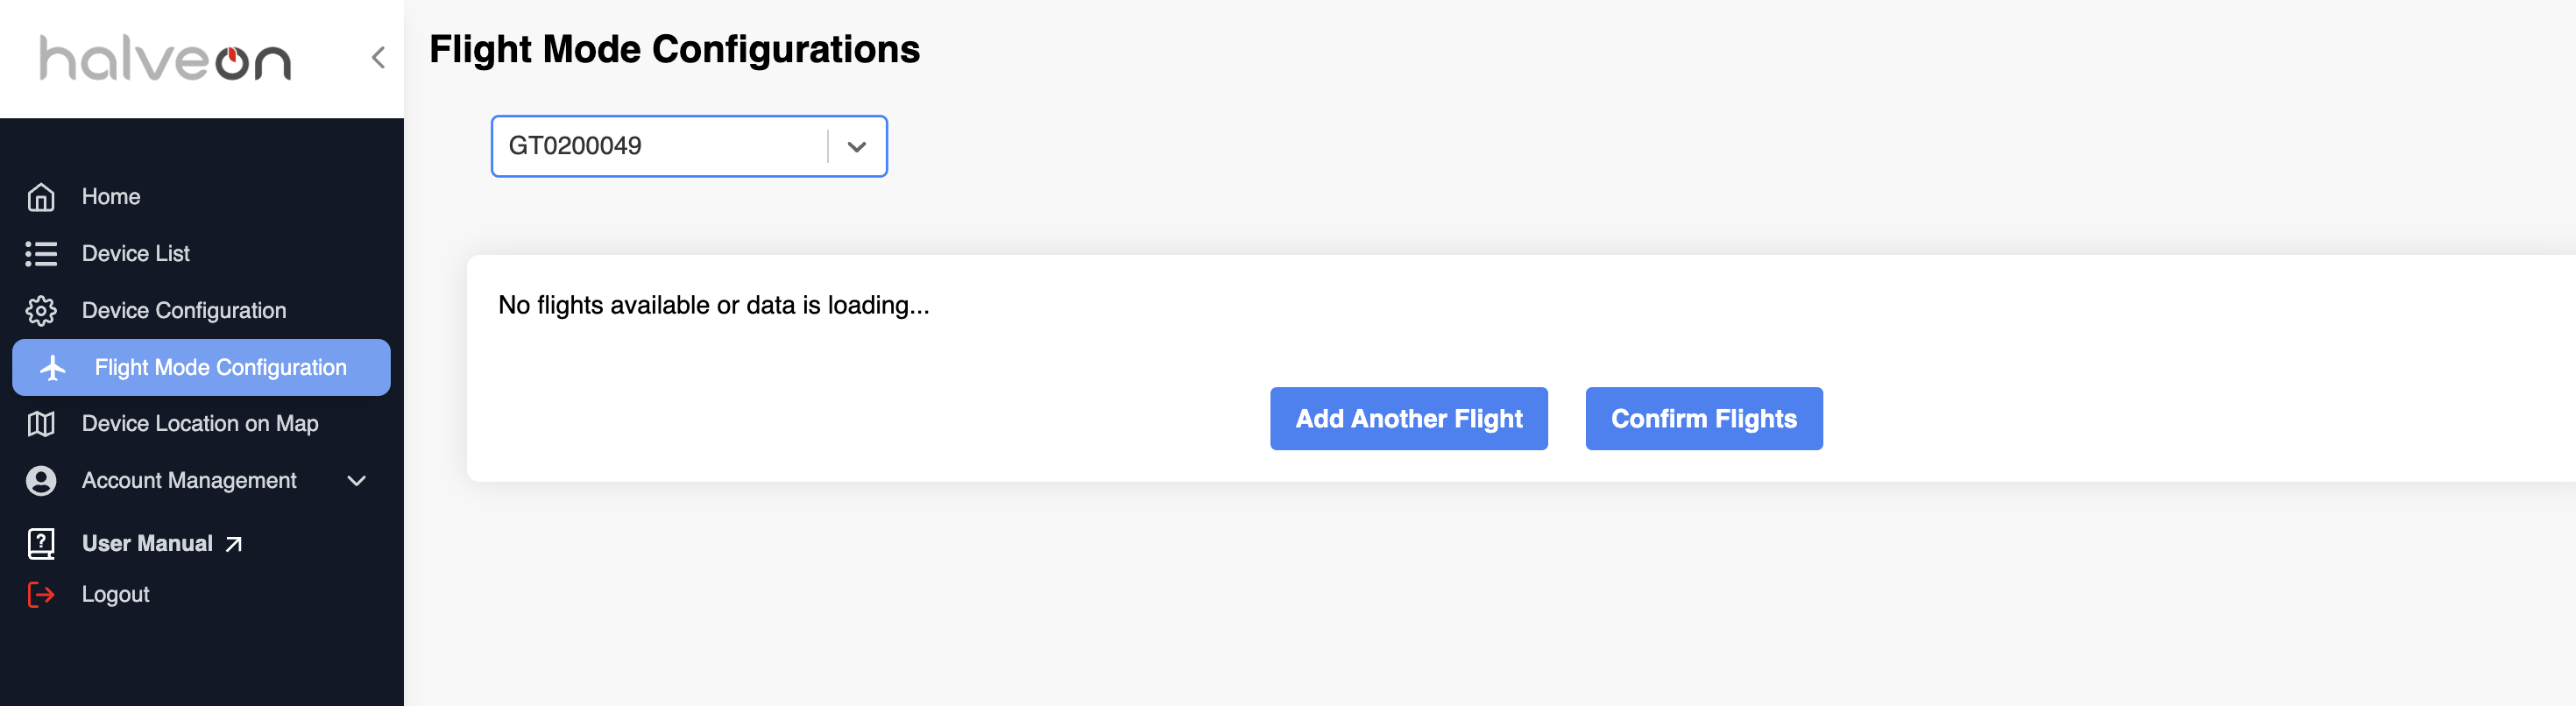 halveon
Flight Mode Configurations
GT0200049
Home
Device List
Device Configuration
Flight Mode Configuration
Device Location on Map
Account Management
User Manual
Logout
No flights available or data is loading...
Add Another Flight
Confirm Flights